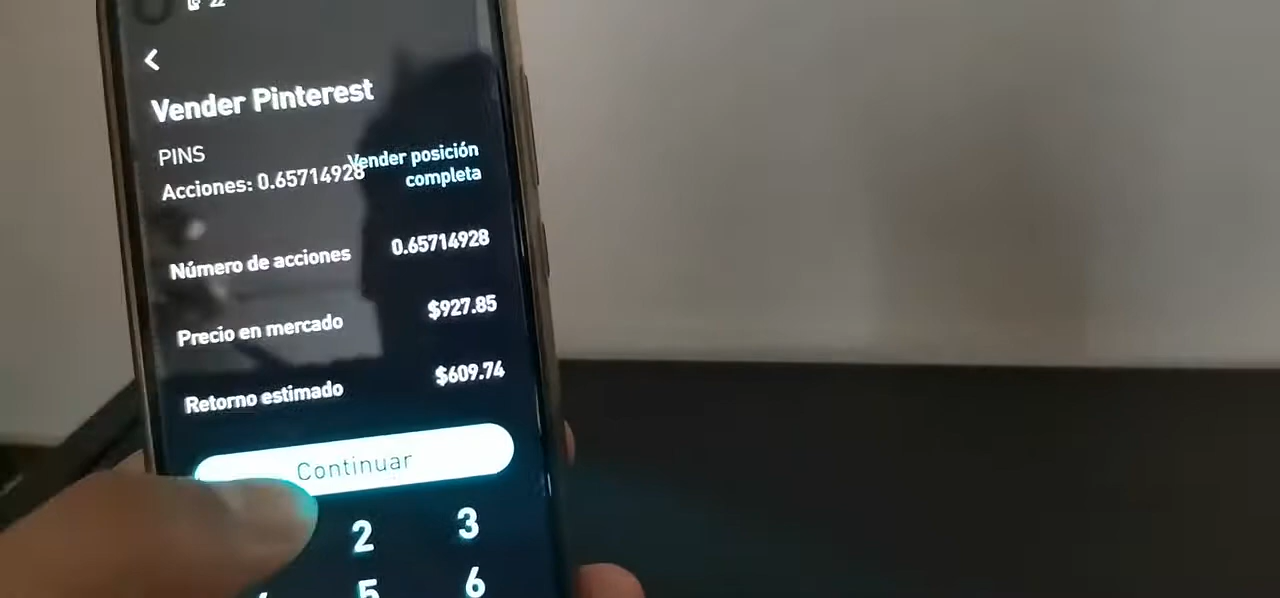 Vender Pinterest
PINS
Acciones: 0.65714928
Vender posición
completa
Número de acciones 0.65714928
Precio en mercado $927.85
Retorno estimado $609.74
Continuar
2 3
5 6